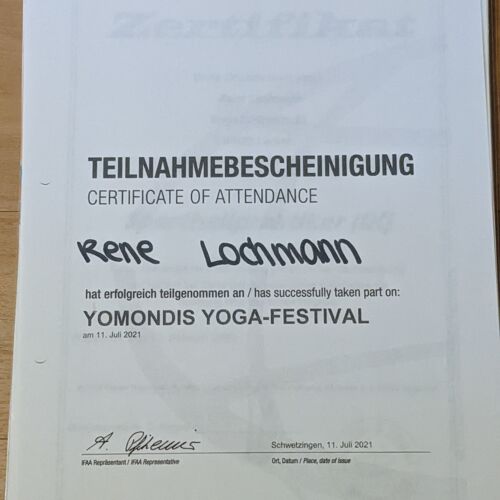 Zertifikat
TEILNAHMEBESCHEINIGUNG
CERTIFICATE OF ATTENDANCE
Rene Lochmann
hat erfolgreich teilgenommen an / has successfully taken part on:
YOMONDIS YOGA-FESTIVAL
am 11. Juli 2021
A.
Schwetzingen, 11. Juli 2021
IFAA Repräsentant / IFAA Representative
Ort, Datum / Place, date of issue